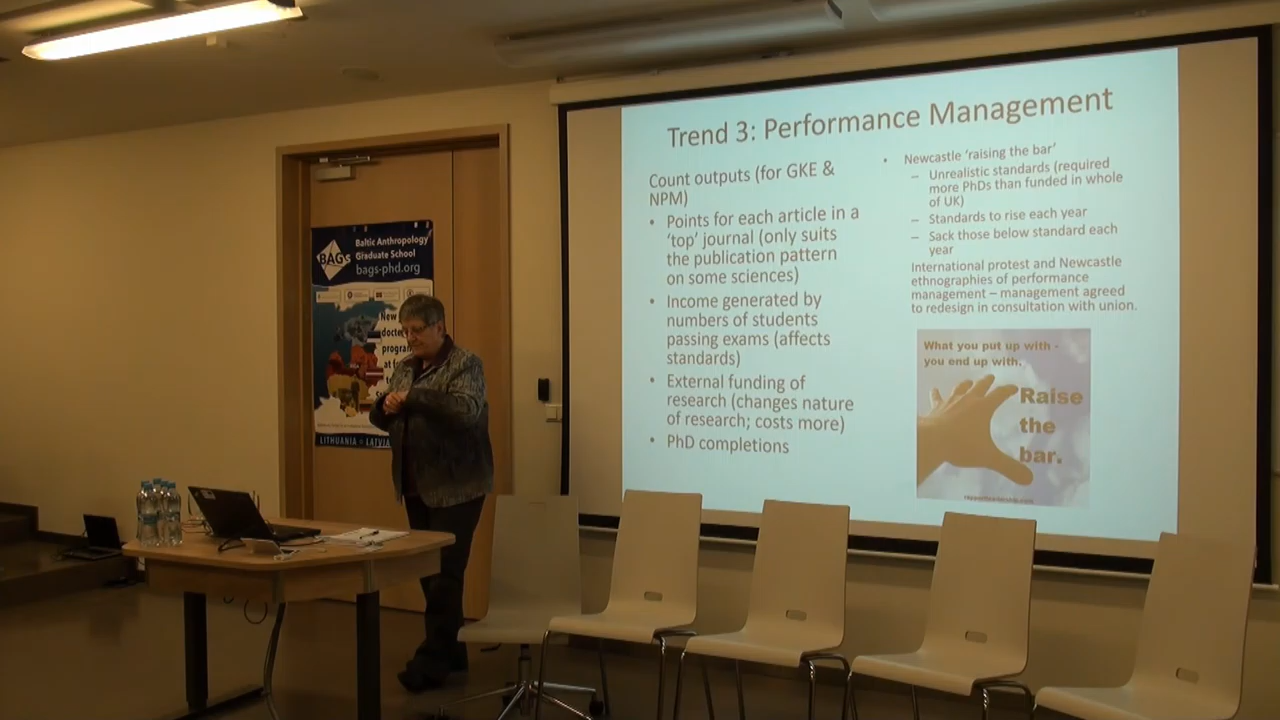 Trend 3: Performance Management
Count outputs (for GKE &
NPM)
• Points for each article in a
‘top’ journal (only suits
the publication pattern
on some sciences)
• Income generated by
numbers of students
passing exams (affects
standards)
• External funding of
research (changes nature
of research; costs more)
• PhD completions
• Newcastle ‘raising the bar’
– Unrealistic standards (required
more PhDs than funded in whole
of UK)
– Standards to rise each year
– Sack those below standard each
year
International protest and Newcastle
ethnographies of performance
management – management agreed
to redesign in consultation with union.
What you put up with -
you end up with.
Raise
the
bar.
BAGs
Baltic Anthropology
Graduate School
bags-phd.org
New
LITHUANIA